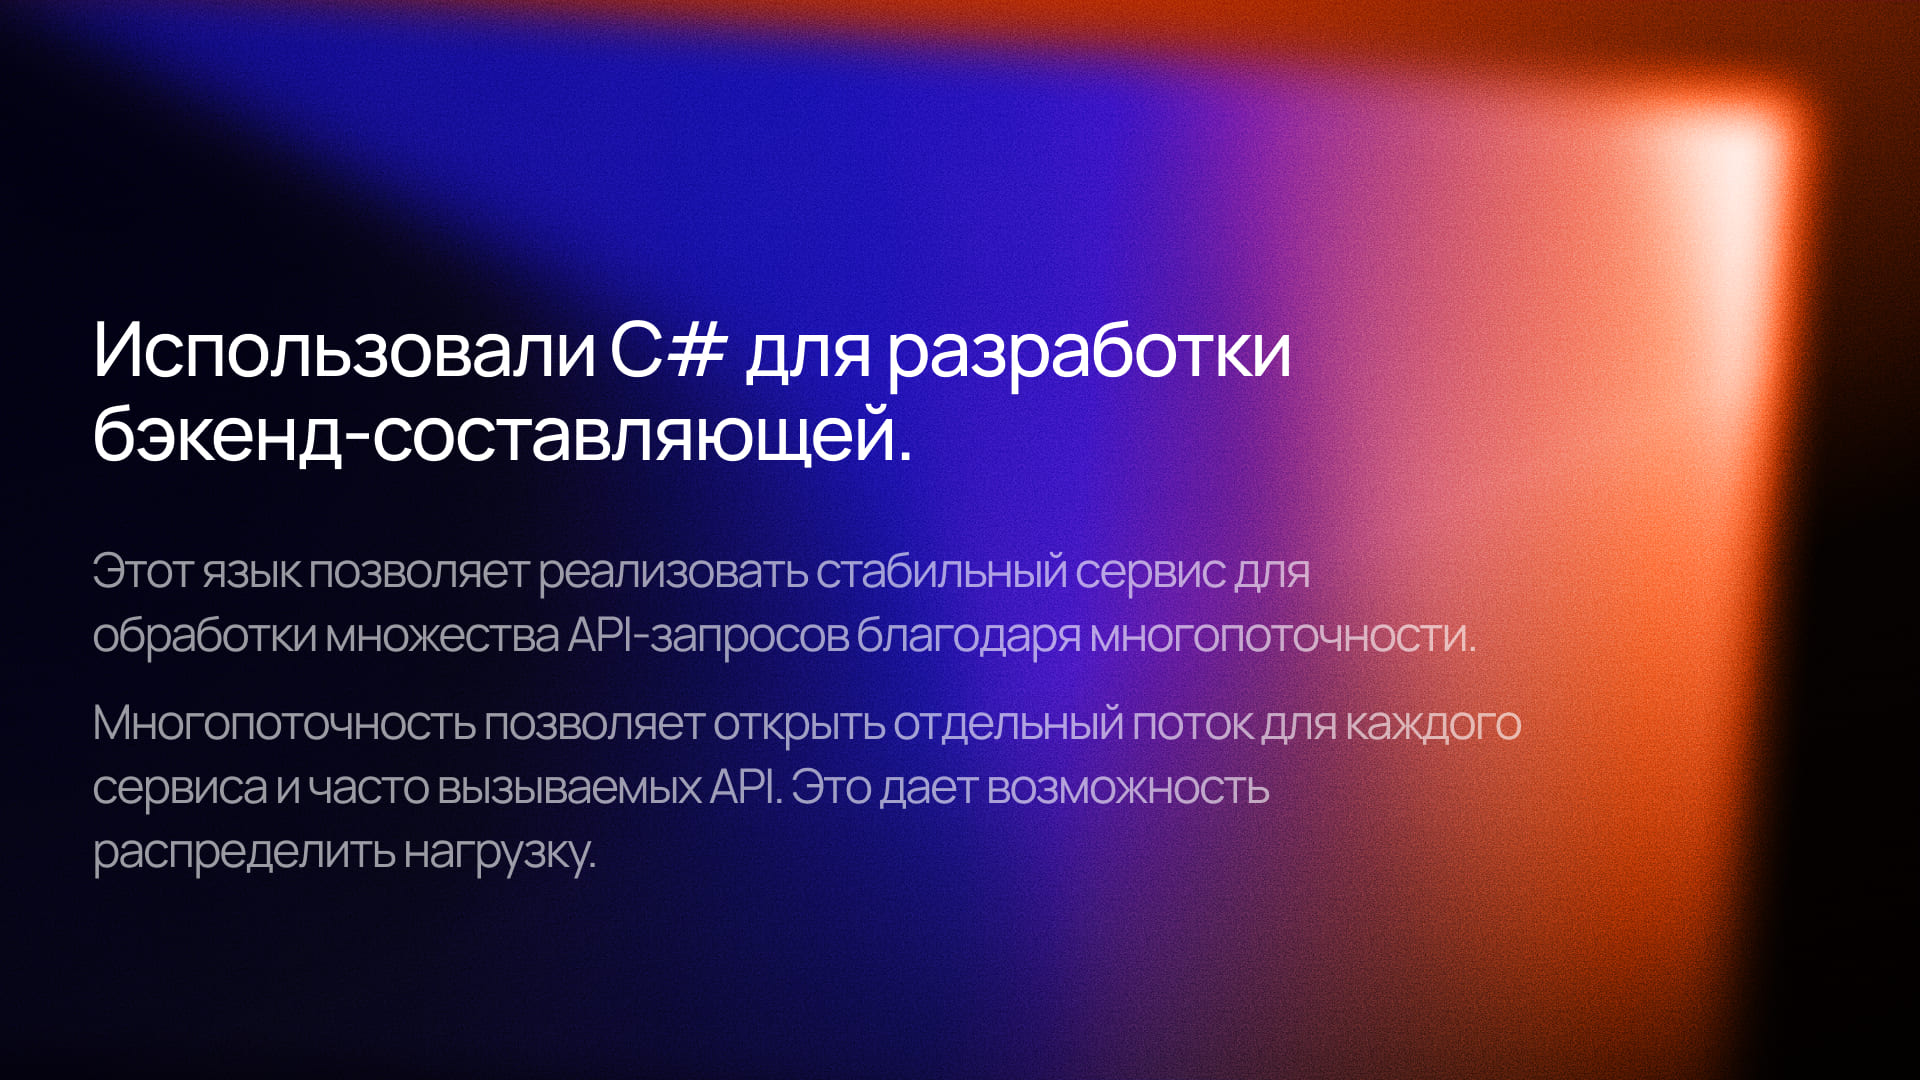 Использовали C# для разработки
бэкенд-составляющей.
Этот язык позволяет реализовать стабильный сервис для
обработки множества API-запросов благодаря многопоточности.
Многопоточность позволяет открыть отдельный поток для каждого
сервиса и часто вызываемых API. Это дает возможность
распределить нагрузку.